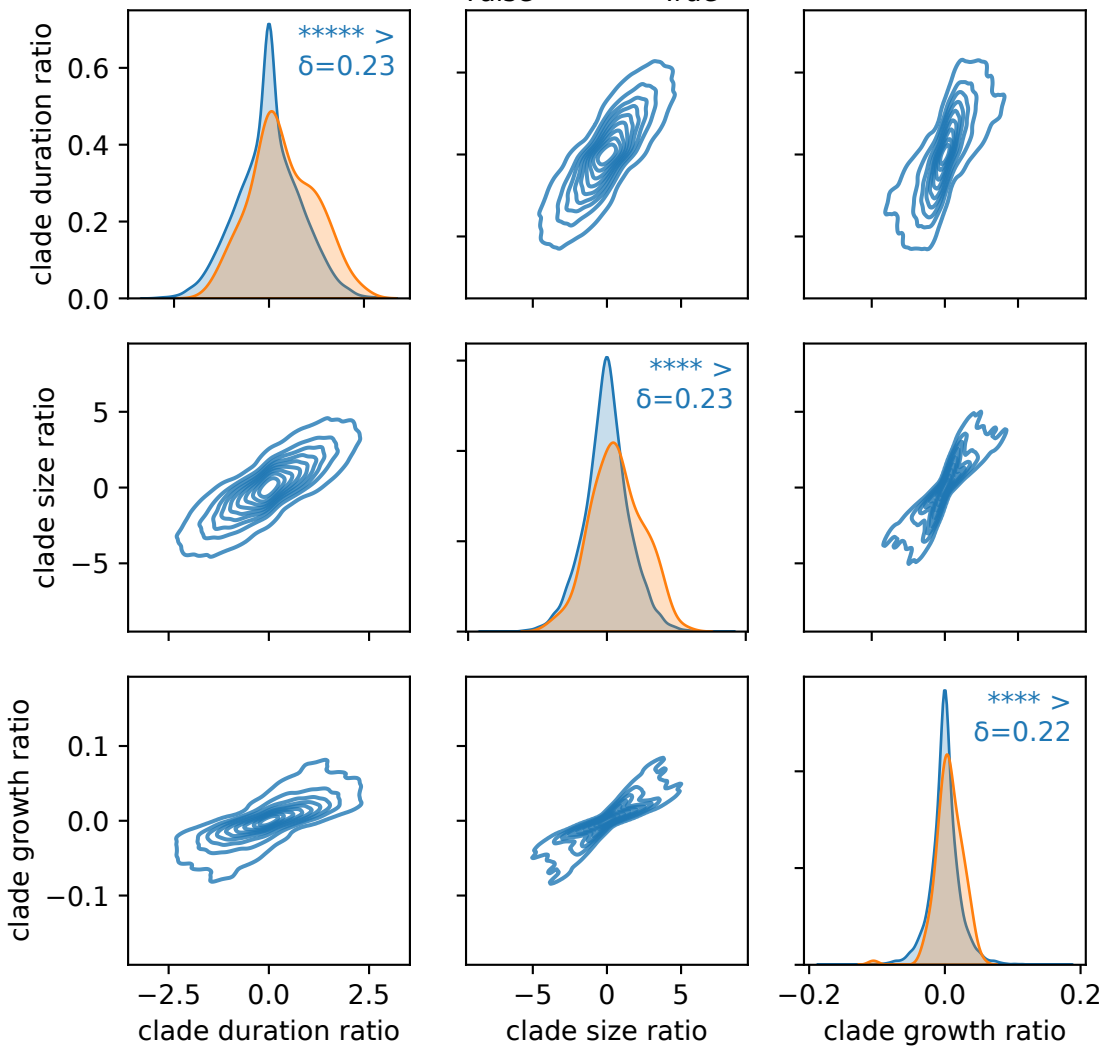 clade duration ratio
0.6
0.4
0.2
0.0
***** >
δ=0.23
clade size ratio
5
0
−5
**** >
δ=0.23
clade growth ratio
0.1
0.0
−0.1
**** >
δ=0.22
−2.5 0.0 2.5
−5 0 5
−0.2 0.0 0.2
clade duration ratio
clade size ratio
clade growth ratio